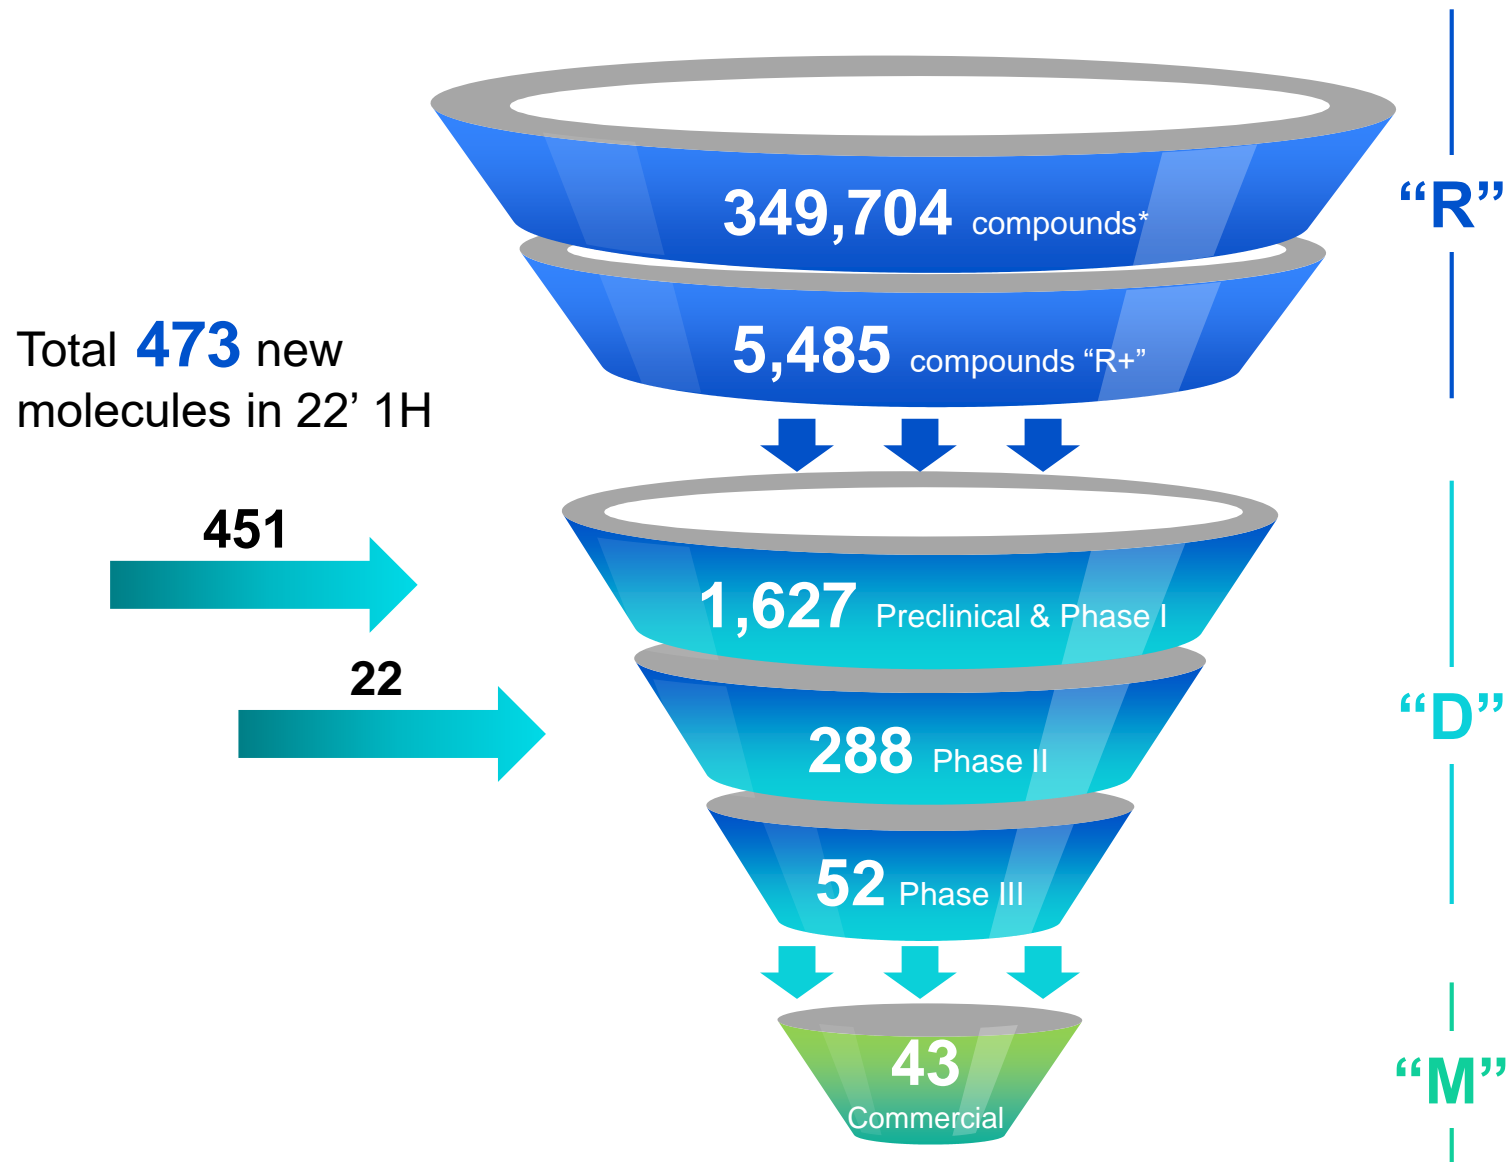 349,704 compounds*
“R”
5,485 compounds “R+”
Total 473 new
molecules in 22’ 1H
451
1,627 Preclinical & Phase I
22
“D”
288 Phase II
52 Phase III
43
Commercial
“M”